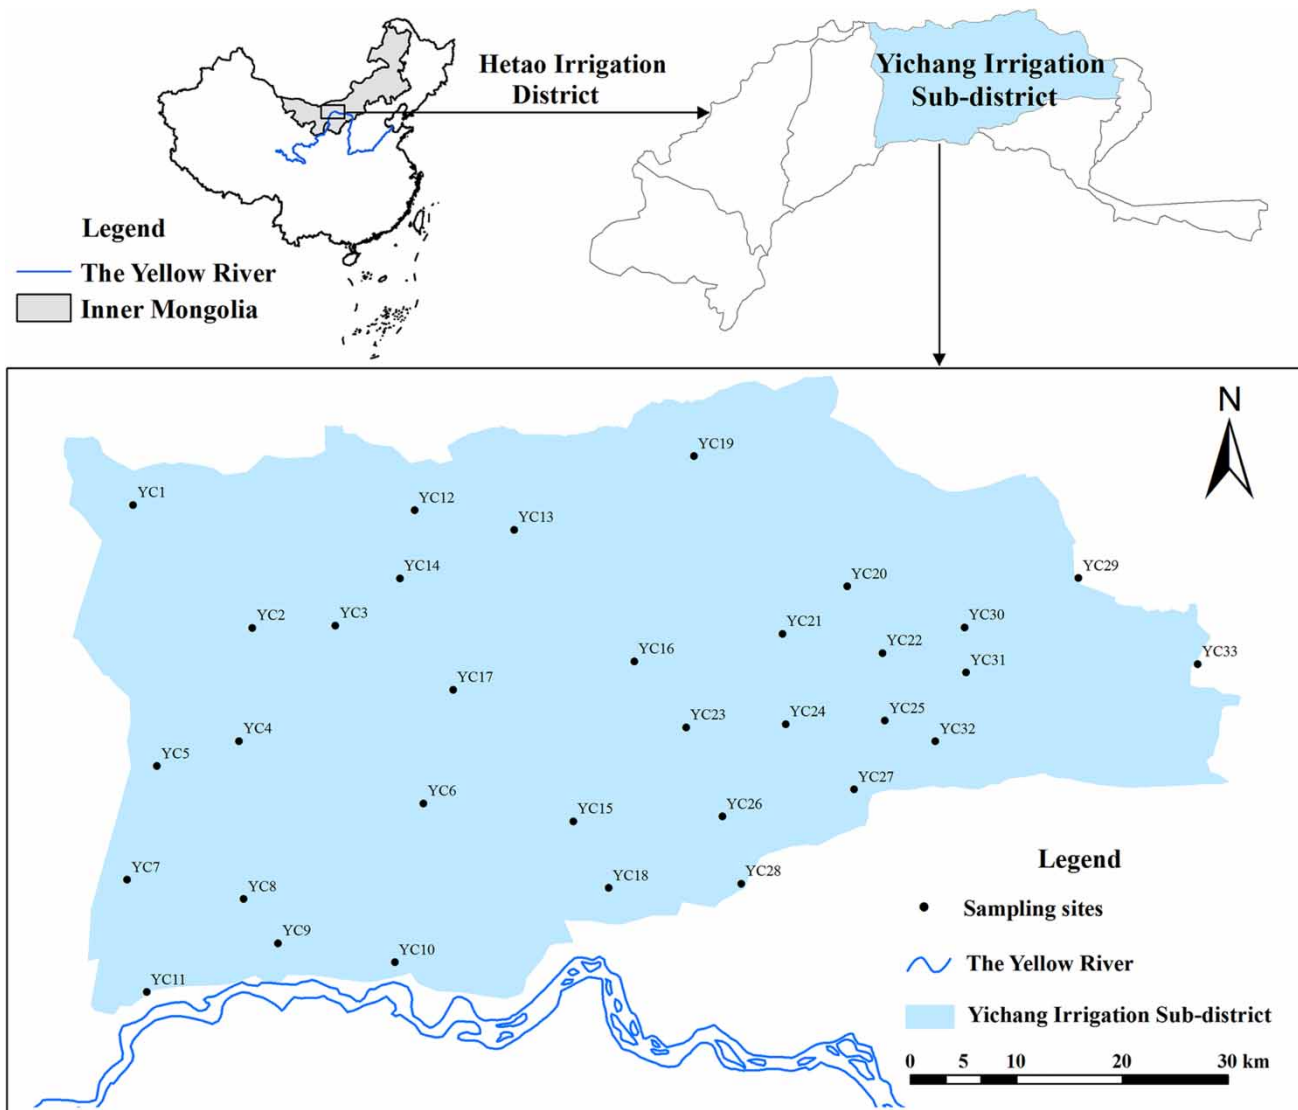 Hetao Irrigation
District
Yichang Irrigation
Sub-district
Legend
The Yellow River
Inner Mongolia
N
YC19
YC1
YC12
YC13
YC14
YC29
YC20
YC2
YC3
YC21
YC30
YC22
YC16
YC31
YC33
YC17
YC23
YC24
YC25
YC4
YC32
YC5
YC27
YC6
YC26
YC15
YC7
YC18
YC28
YC8
YC9
YC10
YC11
Legend
Sampling sites
The Yellow River
Yichang Irrigation Sub-district
0 5 10 20 30 km